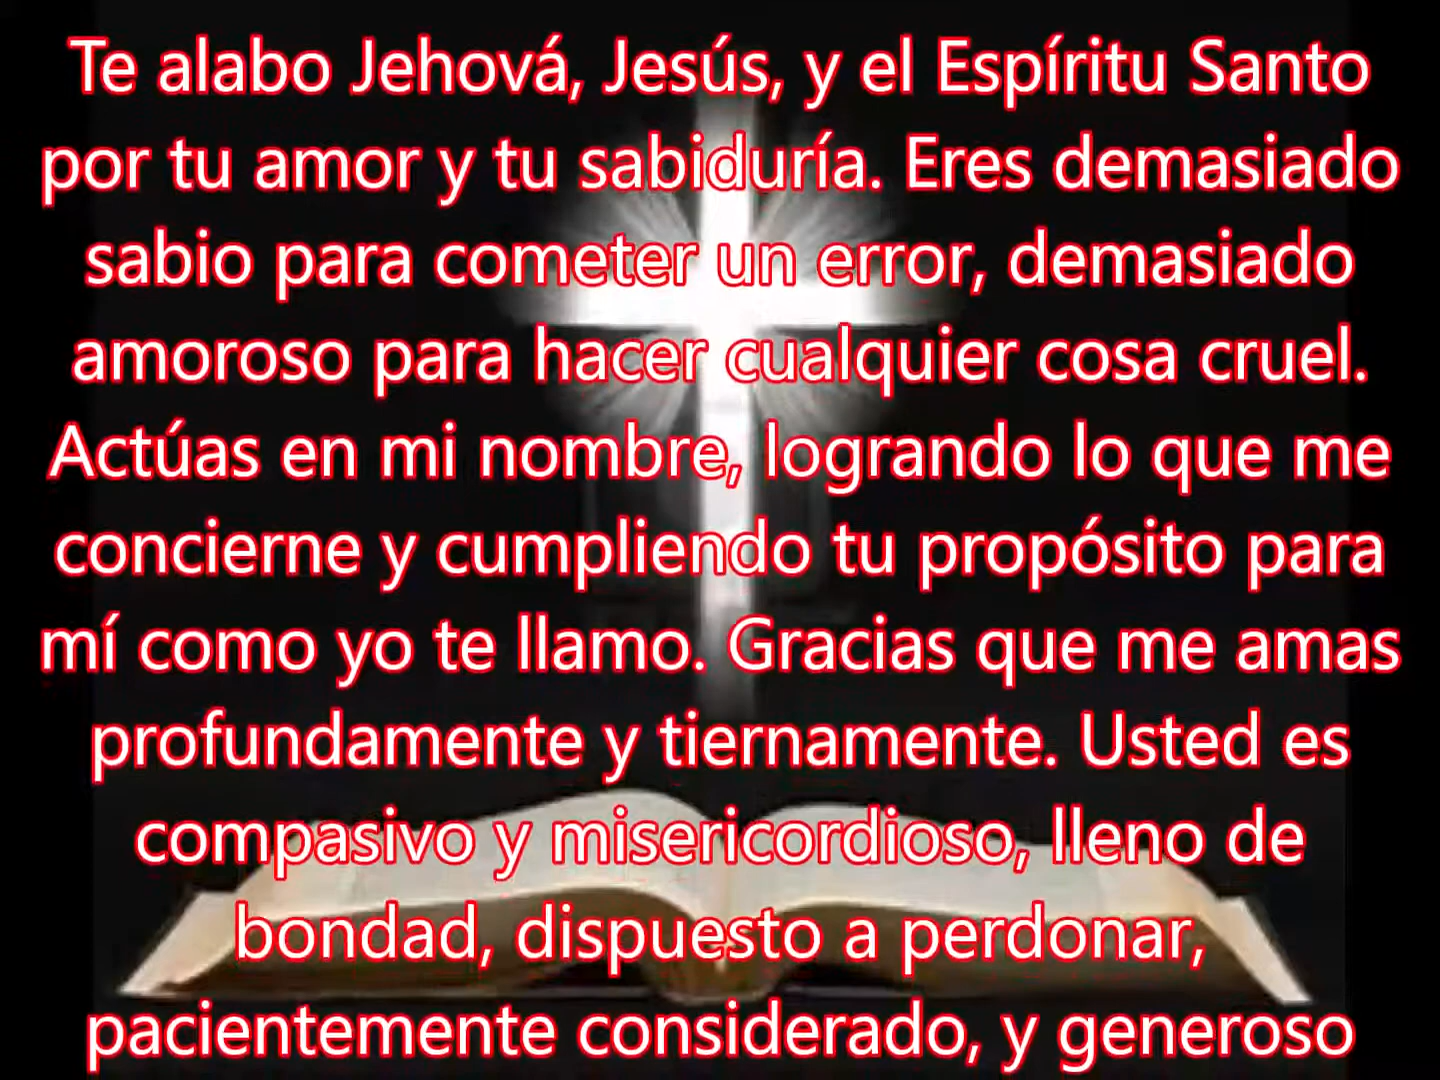 Te alabo Jehová, Jesús, y el Espíritu Santo
por tu amor y tu sabiduría. Eres demasiado
sabio para cometer un error, demasiado
amoroso para hacer cualquier cosa cruel.
Actúas en mi nombre, logrando lo que me
concierne y cumpliendo tu propósito para
mí como yo te llamo. Gracias que me amas
profundamente y tiernamente. Usted es
compasivo y misericordioso, lleno de
bondad, dispuesto a perdonar,
pacientemente considerado, y generoso